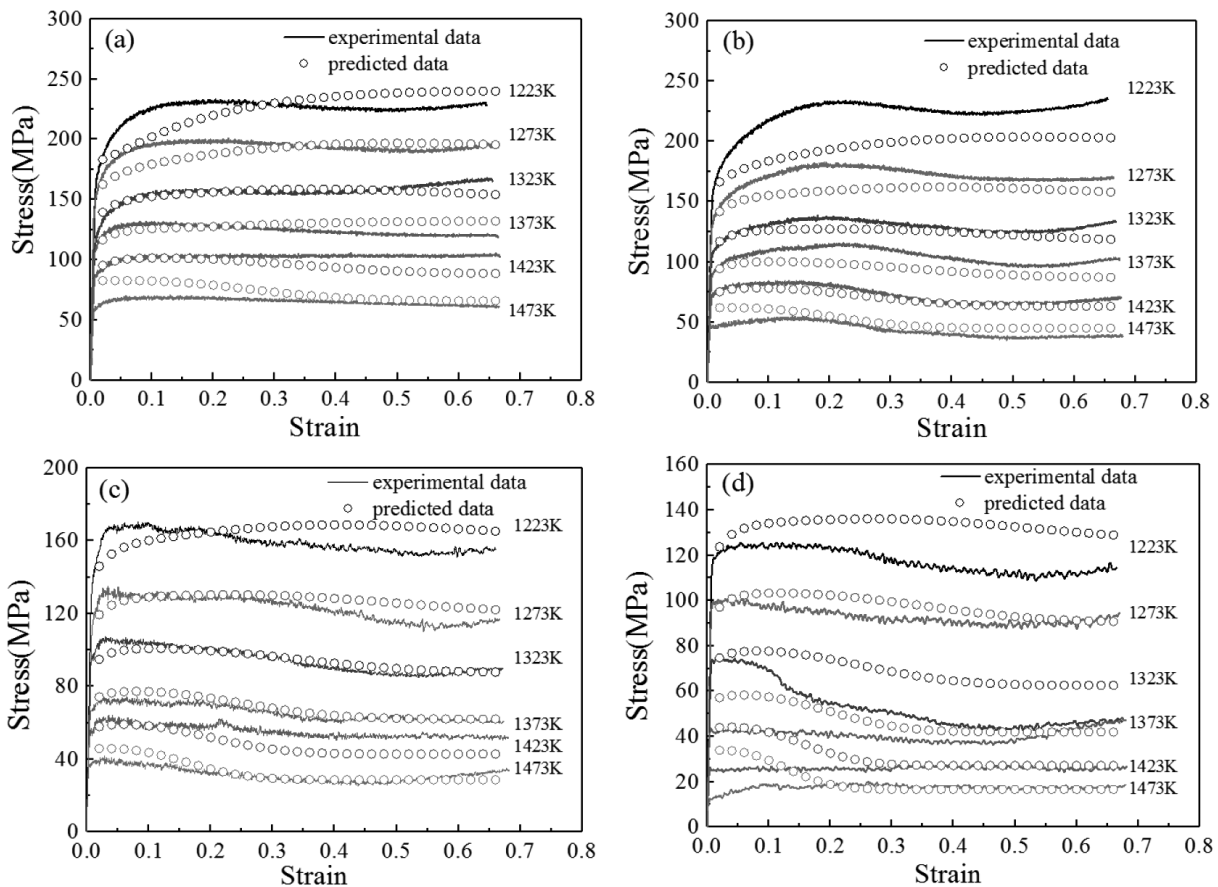 (a)
experimental data
predicted data
Stress(MPa)
300
250
200
150
100
50
0
1223K
1273K
1323K
1373K
1423K
1473K
0.0 0.1 0.2 0.3 0.4 0.5 0.6 0.7 0.8
Strain
(b)
experimental data
predicted data
Stress(MPa)
300
250
200
150
100
50
0
1223K
1273K
1323K
1373K
1423K
1473K
0.0 0.1 0.2 0.3 0.4 0.5 0.6 0.7 0.8
Strain
(c)
experimental data
predicted data
Stress(MPa)
200
160
120
80
40
0
1223K
1273K
1323K
1373K
1423K
1473K
0.0 0.1 0.2 0.3 0.4 0.5 0.6 0.7 0.8
Strain
(d)
experimental data
predicted data
Stress(MPa)
160
140
120
100
80
60
40
20
0
1223K
1273K
1323K
1373K
1423K
1473K
0.0 0.1 0.2 0.3 0.4 0.5 0.6 0.7 0.8
Strain